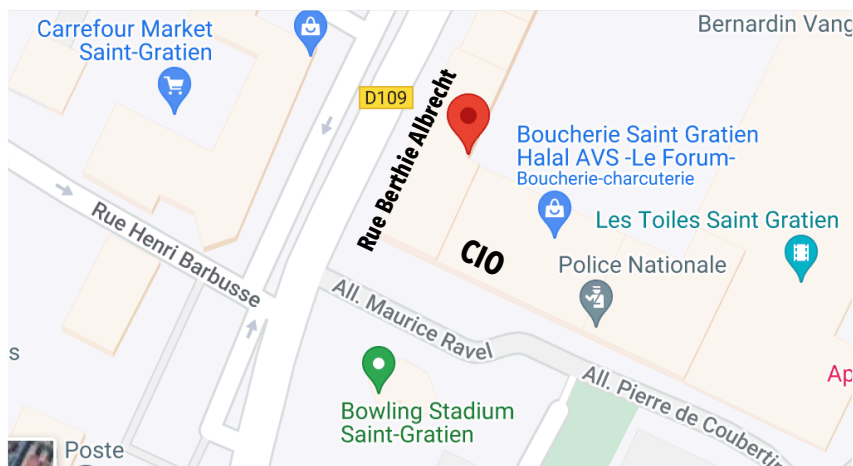 Carrefour Market
Saint-Gratien
Bernardin Vang
D109
Rue Berthie Albrecht
Boucherie Saint Gratien
Halal AVS -Le Forum-
Boucherie-charcuterie
Les Toiles Saint Gratien
CIO
Police Nationale
Rue Henri Barbusse
All. Maurice Ravel
s
Ap
All. Pierre de Coubertin
Bowling Stadium
Saint-Gratien
Poste